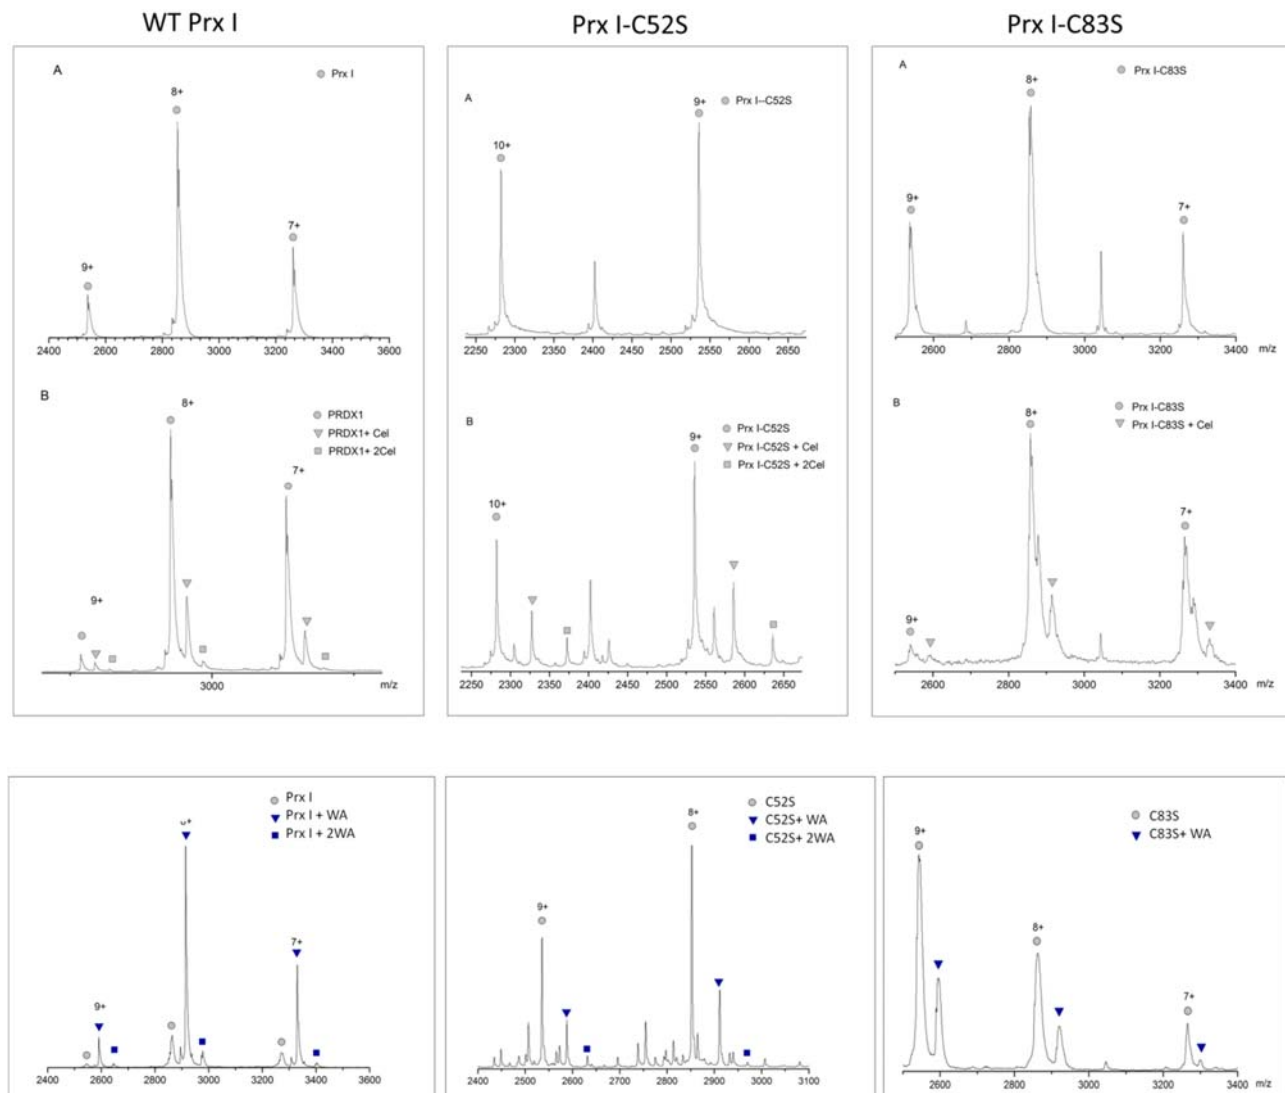 WT Prx I
Prx I-C52S
Prx I-C83S
A
Prx I
8+
7+
9+
2400 2600 2800 3000 3200 3400 3600
B
8+
PRDX1
PRDX1+ Cel
PRDX1+ 2Cel
7+
9+
3000 m/z
A
Prx I--C52S
9+
10+
2250 2300 2350 2400 2450 2500 2550 2600 2650
B
Prx I-C52S
Prx I-C52S + Cel
Prx I-C52S + 2Cel
9+
10+
2250 2300 2350 2400 2450 2500 2550 2600 2650
A
Prx I-C83S
8+
9+
7+
2600 2800 3000 3200 3400 m/z
B
Prx I-C83S
Prx I-C83S + Cel
8+
7+
9+
2600 2800 3000 3200 3400 m/z
Prx I
Prx I + WA
Prx I + 2WA
7+
9+
2400 2600 2800 3000 3200 3400 3600
C52S
C52S+ WA
C52S+ 2WA
8+
9+
2400 2500 2600 2700 2800 2900 3000 3100
C83S
C83S+ WA
9+
8+
7+
2600 2800 3000 3200 3400
m/z